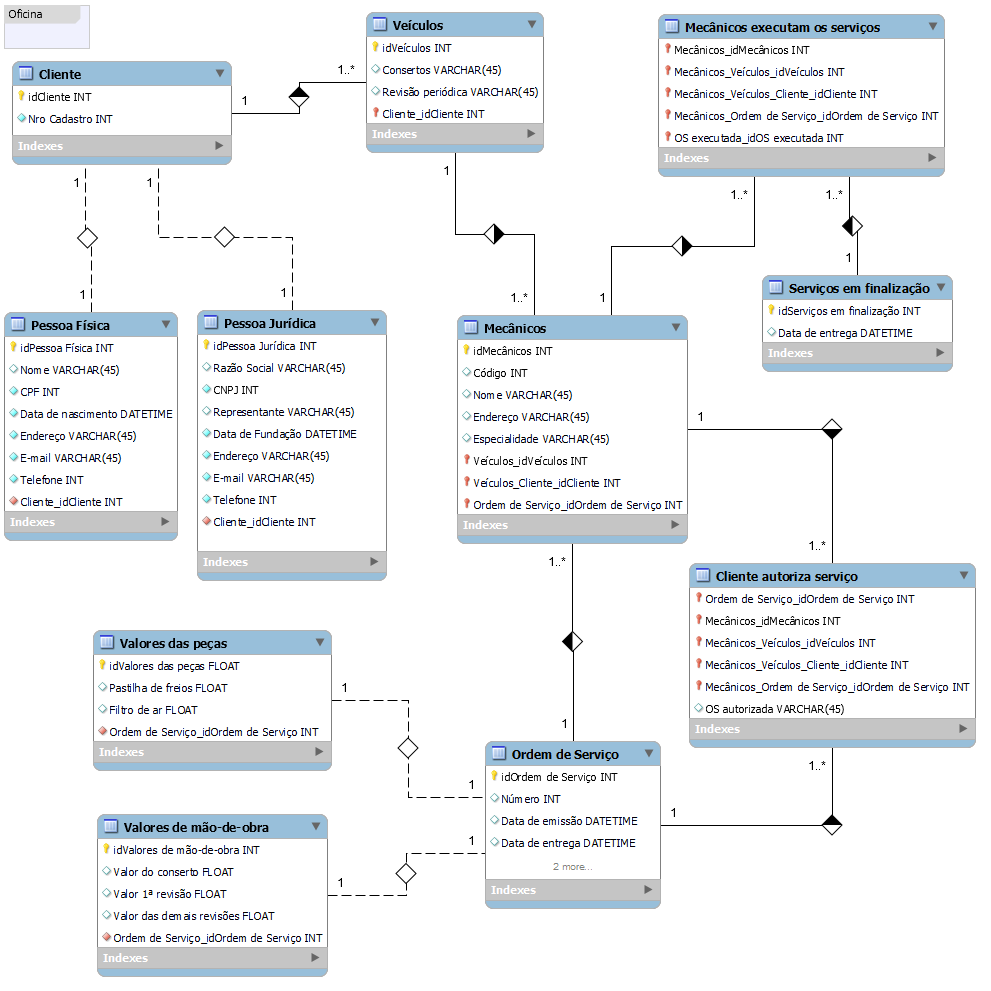 Oficina
Cliente
idCliente INT
Nro Cadastro INT
Indexes
1
1..*
Veículos
idVeículos INT
Consertos VARCHAR(45)
Revisão periódica VARCHAR(45)
Cliente_idCliente INT
Indexes
Mecânicos executam os serviços
Mecânicos_idMecânicos INT
Mecânicos_Veículos_idVeículos INT
Mecânicos_Veículos_Cliente_idCliente INT
Mecânicos_Ordem de Serviço_idOrdem de Serviço INT
OS executada_idOS executada INT
Indexes
1
1
1
1
1
1..*
1..*
1
1..*
1
Pessoa Física
idPessoa Física INT
Nome VARCHAR(45)
CPF INT
Data de nascimento DATETIME
Endereço VARCHAR(45)
E-mail VARCHAR(45)
Telefone INT
Cliente_idCliente INT
Indexes
Pessoa Jurídica
idPessoa Jurídica INT
Razão Social VARCHAR(45)
CNPJ INT
Representante VARCHAR(45)
Data de Fundação DATETIME
Endereço VARCHAR(45)
E-mail VARCHAR(45)
Telefone INT
Cliente_idCliente INT
Indexes
Mecânicos
idMecânicos INT
Código INT
Nome VARCHAR(45)
Endereço VARCHAR(45)
Especialidade VARCHAR(45)
Veículos_idVeículos INT
Veículos_Cliente_idCliente INT
Ordem de Serviço_idOrdem de Serviço INT
Indexes
Serviços em finalização
idServiços em finalização INT
Data de entrega DATETIME
Indexes
1
1..*
1..*
1
Cliente autoriza serviço
Ordem de Serviço_idOrdem de Serviço INT
Mecânicos_idMecânicos INT
Mecânicos_Veículos_idVeículos INT
Mecânicos_Veículos_Cliente_idCliente INT
Mecânicos_Ordem de Serviço_idOrdem de Serviço INT
OS autorizada VARCHAR(45)
Indexes
1..*
1
Valores das peças
idValores das peças FLOAT
Pastilha de freios FLOAT
Filtro de ar FLOAT
Ordem de Serviço_idOrdem de Serviço INT
Indexes
1
1
Ordem de Serviço
idOrdem de Serviço INT
Número INT
Data de emissão DATETIME
Data de entrega DATETIME
2 more...
Indexes
1
1
Valores de mão-de-obra
idValores de mão-de-obra INT
Valor do conserto FLOAT
Valor 1ª revisão FLOAT
Valor das demais revisões FLOAT
Ordem de Serviço_idOrdem de Serviço INT
Indexes